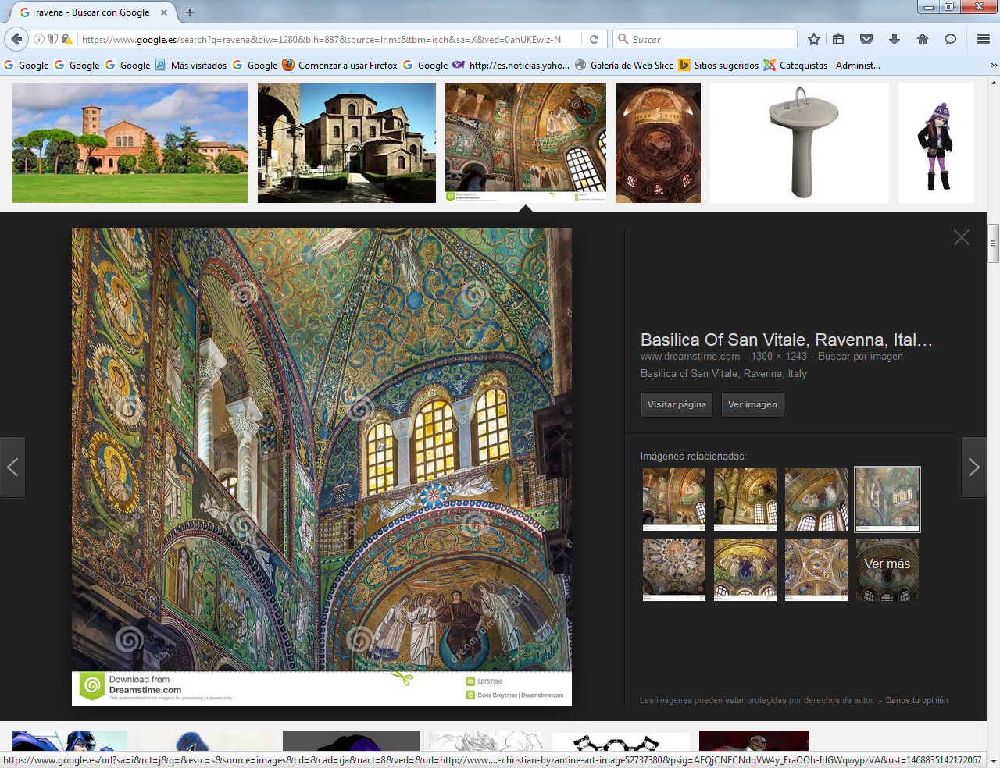 ravena - Buscar con Google
https://www.google.es/search?q=ravena&biw=1280&bih=887&source=lnms&tbm=isch&sa=X&ved=0ahUKEwiz-N
Buscar
Google
Google
Google
Más visitados
Google
Comenzar a usar Firefox
Google
http://es.noticias.yaho...
Galería de Web Slice
Sitios sugeridos
Catequistas - Administ...
Download from
Dreamstime.com
Basilica Of San Vitale, Ravenna, Ital...
www.dreamstime.com - 1300 × 1243 - Buscar por imagen
Basilica of San Vitale, Ravenna, Italy
Visitar página
Ver imagen
Imágenes relacionadas:
Ver más
dreamstime
Download from
Dreamstime.com
This watermarked comp image is for previewing purposes only.
ID 52737380
© Boris Breytman | Dreamstime.com
Las imágenes pueden estar protegidas por derechos de autor. - Danos tu opinión
https://www.google.es/url?sa=i&rct=j&q=&esrc=s&source=images&cd=&cad=rja&uact=8&ved=&url=http://www....-christian-byzantine-art-image52737380&psig=AFQjCNFCNdqVW4y_EraOOh-IdGWqwypzVA&ust=1468835142172067